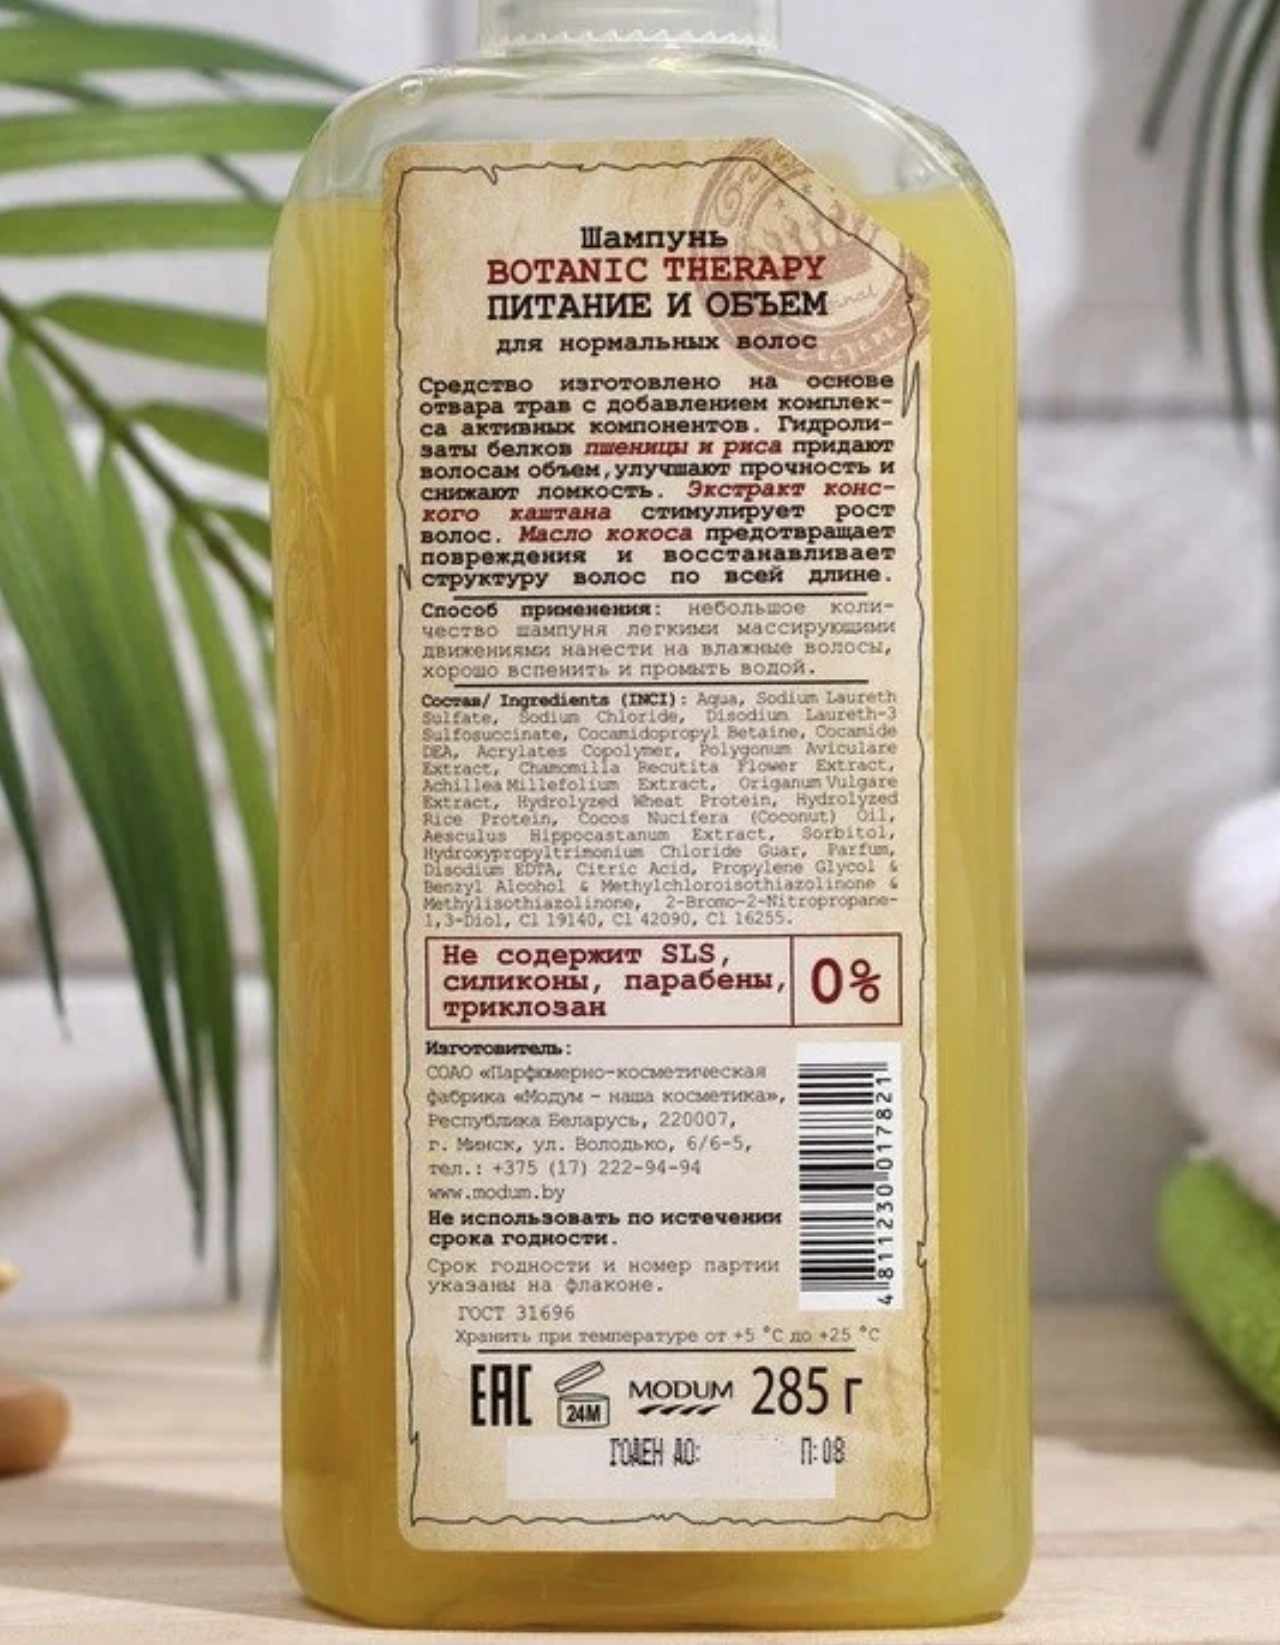 Шампунь
BOTANIC THERAPY
ПИТАНИЕ И ОБЪЕМ
для нормальных волос
Средство изготовлено на основе
отвара трав с добавлением комплек-
са активных компонентов. Гидроли-
заты белков пшеницы и риса придают
волосам объем, улучшают прочность и
снижают ломкость. Экстракт конс-
кого каштана стимулирует рост
волос. Масло кокоса предотвращает
повреждения и восстанавливает
структуру волос по всей длине.
Способ применения: небольшое коли-
чество шампуня легкими массирующими
движениями нанести на влажные волосы,
хорошо вспенить и промыть водой.
Состав/ Ingredients (INCI): Aqua, Sodium Laureth
Sulfate, Sodium Chloride, Disodium Laureth-3
Sulfosuccinate, Cocamidopropyl Betaine, Cocamide
DEA, Acrylates Copolymer, Polygonum Aviculare
Extract, Chamomilla Recutita Flower Extract,
Achillea Millefolium Extract, Origanum Vulgare
Extract, Hydrolyzed Wheat Protein, Hydrolyzed
Rice Protein, Cocos Nucifera (Coconut) Oil,
Aesculus Hippocastanum Extract, Sorbitol,
Hydroxypropyltrimonium Chloride Guar, Parfum,
Disodium EDTA, Citric Acid, Propylene Glycol &
Benzyl Alcohol & Methylchloroisothiazolinone &
Methylisothiazolinone, 2-Bromo-2-Nitropropane-
1,3-Diol, Cl 19140, Cl 42090, Cl 16255.
Не содержит SLS,
силиконы, парабены,
триклозан
0%
Изготовитель:
СОАО «Парфюмерно-косметическая
фабрика «Модум - наша косметика»,
Республика Беларусь, 220007,
г. Минск, ул. Володько, 6/6-5,
тел.: +375 (17) 222-94-94
www.modum.by
Не использовать по истечении
срока годности.
Срок годности и номер партии
указаны на флаконе.
ГОСТ 31696
Хранить при температуре от +5 °С до +25 °С
4 811230 017821
EAC
24M
MODUM
285 г
ГОДЕН ДО: П:08